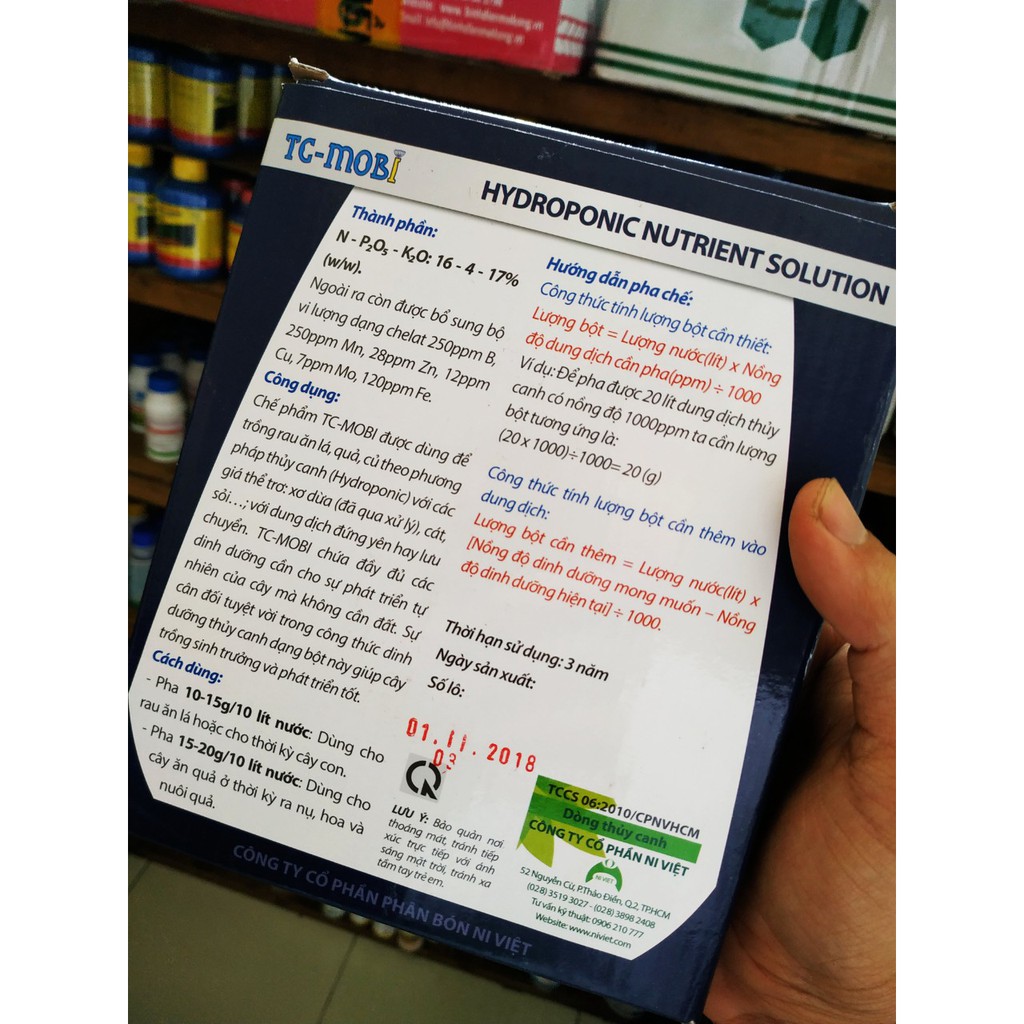 Website: www.
TC-MOBi
HYDROPONIC NUTRIENT SOLUTION
Thành phần:
N - P₂O₅ - K₂O: 16 - 4 - 17%
(w/w).
Ngoài ra còn được bổ sung bộ
vi lượng dạng chelat 250ppm B,
250ppm Mn, 28ppm Zn, 12ppm
Cu, 7ppm Mo, 120ppm Fe.
Công dụng:
Chế phẩm TC-MOBI được dùng để
trồng rau ăn lá, quả, củ theo phương
pháp thủy canh (Hydroponic) với các
giá thể trơ: xơ dừa (đã qua xử lý), cát,
sỏi…; với dung dịch đứng yên hay lưu
chuyển. TC-MOBI chứa đầy đủ các
dinh dưỡng cần cho sự phát triển tự
nhiên của cây mà không cần đất. Sự
cân đối tuyệt vời trong công thức dinh
dưỡng thủy canh dạng bột này giúp cây
trồng sinh trưởng và phát triển tốt.
Cách dùng:
- Pha 10-15g/10 lít nước: Dùng cho
rau ăn lá hoặc cho thời kỳ cây con.
- Pha 15-20g/10 lít nước: Dùng cho
cây ăn quả ở thời kỳ ra nụ, hoa và
nuôi quả.
Hướng dẫn pha chế:
Công thức tính lượng bột cần thiết:
Lượng bột = Lượng nước(lít) x Nồng
độ dung dịch cần pha(ppm) ÷ 1000
Ví dụ: Để pha được 20 lít dung dịch thủy
canh có nồng độ 1000ppm ta cần lượng
bột tương ứng là:
(20 x 1000)÷1000= 20 (g)
Công thức tính lượng bột cần thêm vào
dung dịch:
Lượng bột cần thêm = Lượng nước(lít) x
[Nồng độ dinh dưỡng mong muốn – Nồng
độ dinh dưỡng hiện tại] ÷ 1000.
Thời hạn sử dụng: 3 năm
Ngày sản xuất:
Số lô:
01.11.2018
03
LƯU Ý: Bảo quản nơi
thoáng mát, tránh tiếp
xúc trực tiếp với ánh
sáng mặt trời, tránh xa
tầm tay trẻ em.
TCCS 06:2010/CPNVHCM
Dòng thủy canh
CÔNG TY CỔ PHẦN NI VIỆT
NI VIET
52 Nguyễn Cừ, P.Thảo Điền, Q.2, TP.HCM
(028) 3519 3027 - (028) 3898 2408
Tư vấn kỹ thuật: 0906 210 777
Website: www.niviet.com
CÔNG TY CỔ PHẦN PHÂN BÓN NI VIỆT